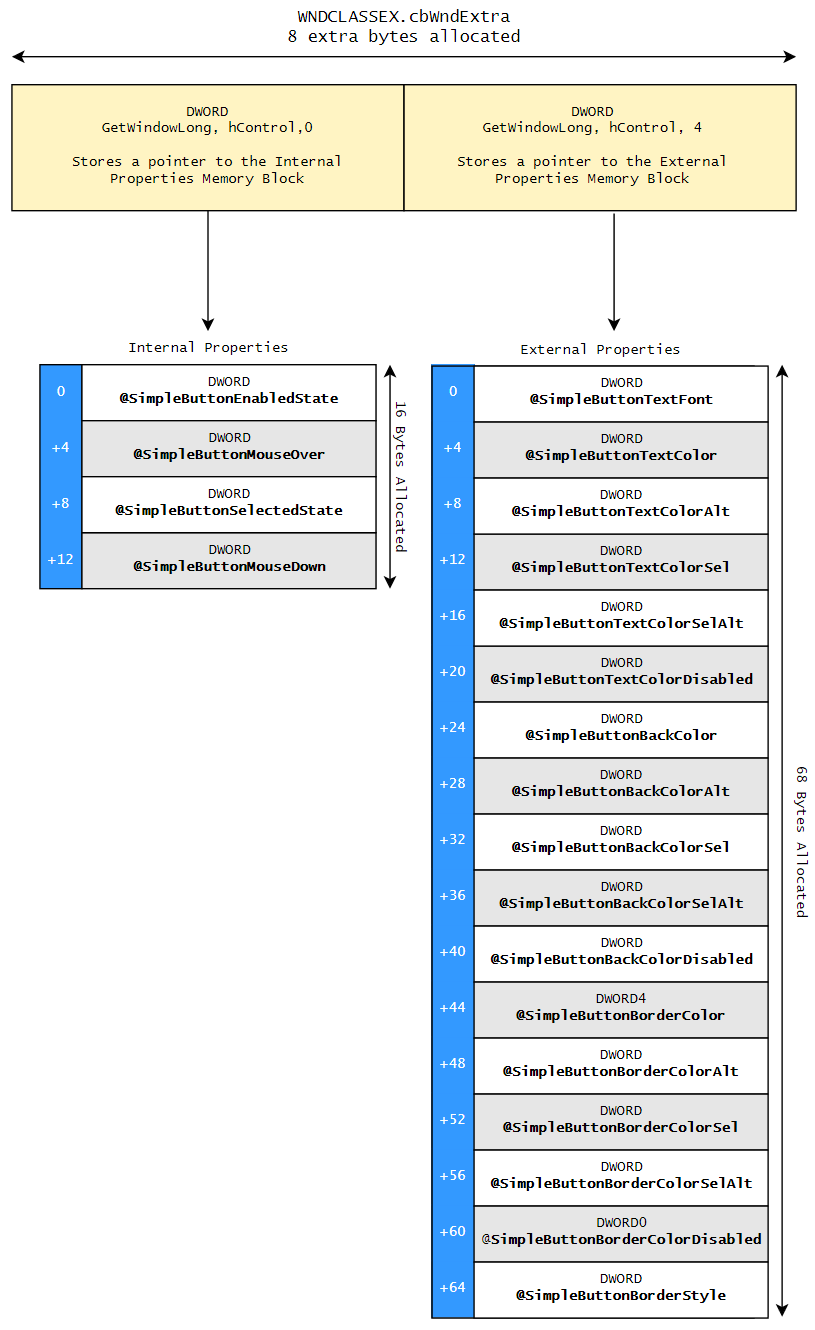 WNDCLASSEX.cbWndExtra
8 extra bytes allocated
DWORD
GetWindowLong, hControl,0
Stores a pointer to the Internal
Properties Memory Block
DWORD
GetWindowLong, hControl, 4
Stores a pointer to the External
Properties Memory Block
Internal Properties
0
DWORD
@SimpleButtonEnabledState
+4
DWORD
@SimpleButtonMouseOver
+8
DWORD
@SimpleButtonSelectedState
+12
DWORD
@SimpleButtonMouseDown
16 Bytes Allocated
External Properties
0
DWORD
@SimpleButtonTextFont
+4
DWORD
@SimpleButtonTextColor
+8
DWORD
@SimpleButtonTextColorAlt
+12
DWORD
@SimpleButtonTextColorSel
+16
DWORD
@SimpleButtonTextColorSelAlt
+20
DWORD
@SimpleButtonTextColorDisabled
+24
DWORD
@SimpleButtonBackColor
+28
DWORD
@SimpleButtonBackColorAlt
+32
DWORD
@SimpleButtonBackColorSel
+36
DWORD
@SimpleButtonBackColorSelAlt
+40
DWORD
@SimpleButtonBackColorDisabled
+44
DWORD4
@SimpleButtonBorderColor
+48
DWORD
@SimpleButtonBorderColorAlt
+52
DWORD
@SimpleButtonBorderColorSel
+56
DWORD
@SimpleButtonBorderColorSelAlt
+60
DWORD0
@SimpleButtonBorderColorDisabled
+64
DWORD
@SimpleButtonBorderStyle
68 Bytes Allocated